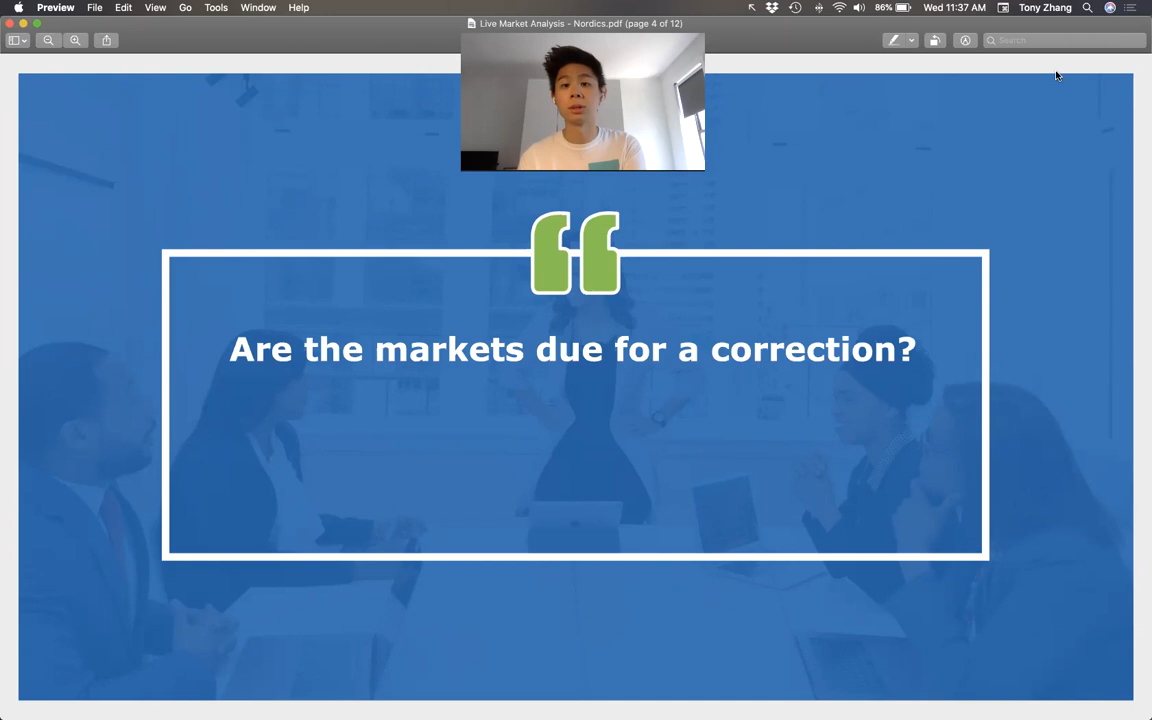 Preview File Edit View Go Tools Window Help 86% Wed 11:37 AM Tony Zhang
Live Market Analysis - Nordics.pdf (page 4 of 12)
Search
Are the markets due for a correction?